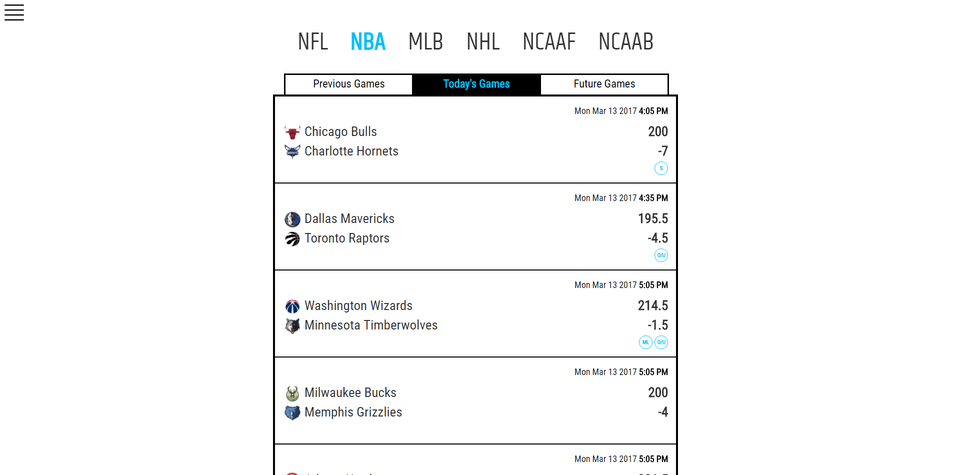 NFL NBA MLB NHL NCAAF NCAAB
Previous Games Today's Games Future Games
Mon Mar 13 2017 4:05 PM
Chicago Bulls 200
Charlotte Hornets -7
S
Mon Mar 13 2017 4:35 PM
Dallas Mavericks 195.5
Toronto Raptors -4.5
O/U
Mon Mar 13 2017 5:05 PM
Washington Wizards 214.5
Minnesota Timberwolves -1.5
ML O/U
Mon Mar 13 2017 5:05 PM
Milwaukee Bucks 200
Memphis Grizzlies -4
Mon Mar 13 2017 5:05 PM